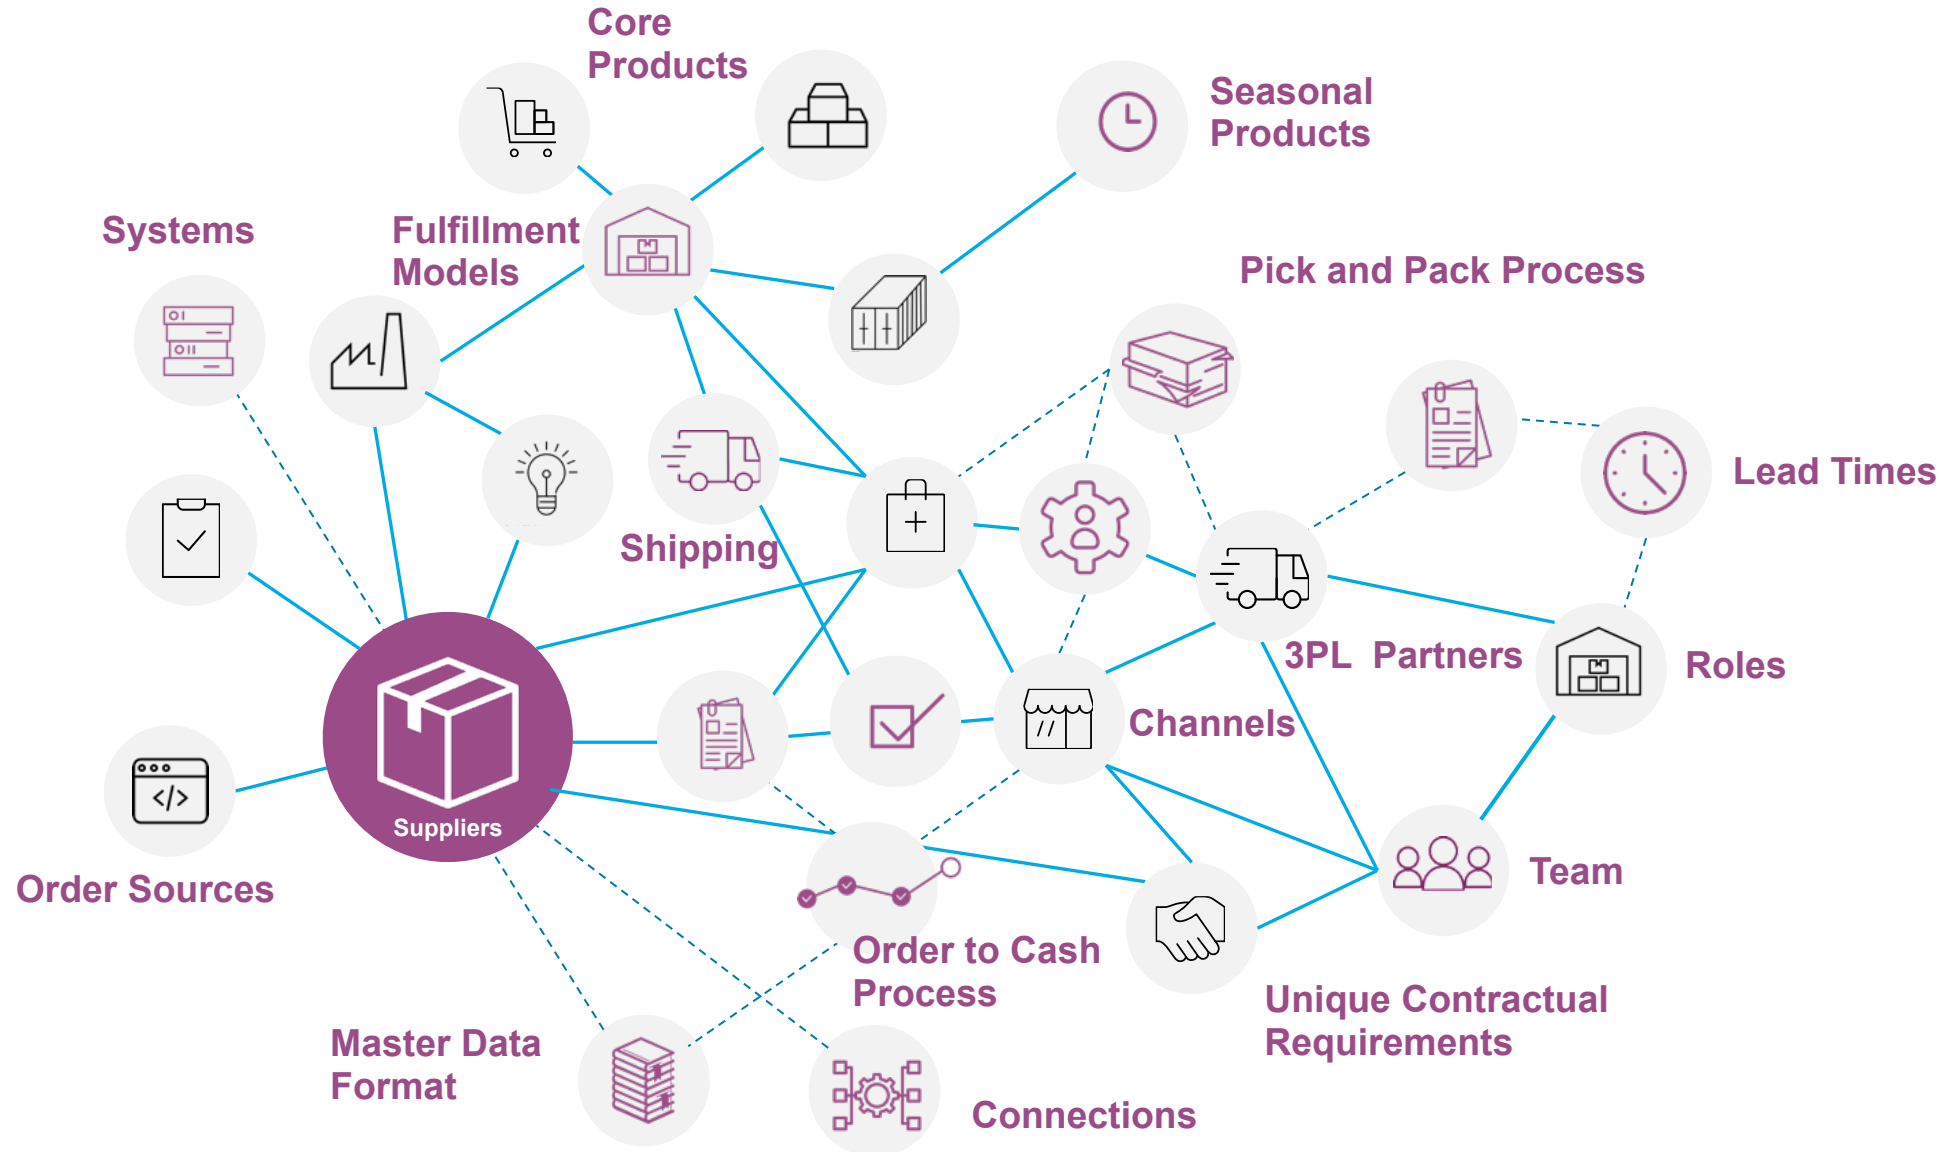 Core
Products
Seasonal
Products
Systems
Fulfillment
Models
Pick and Pack Process
Lead Times
Shipping
3PL Partners
Roles
Channels
Suppliers
Order Sources
Team
Order to Cash
Process
Unique Contractual
Requirements
Master Data
Format
Connections